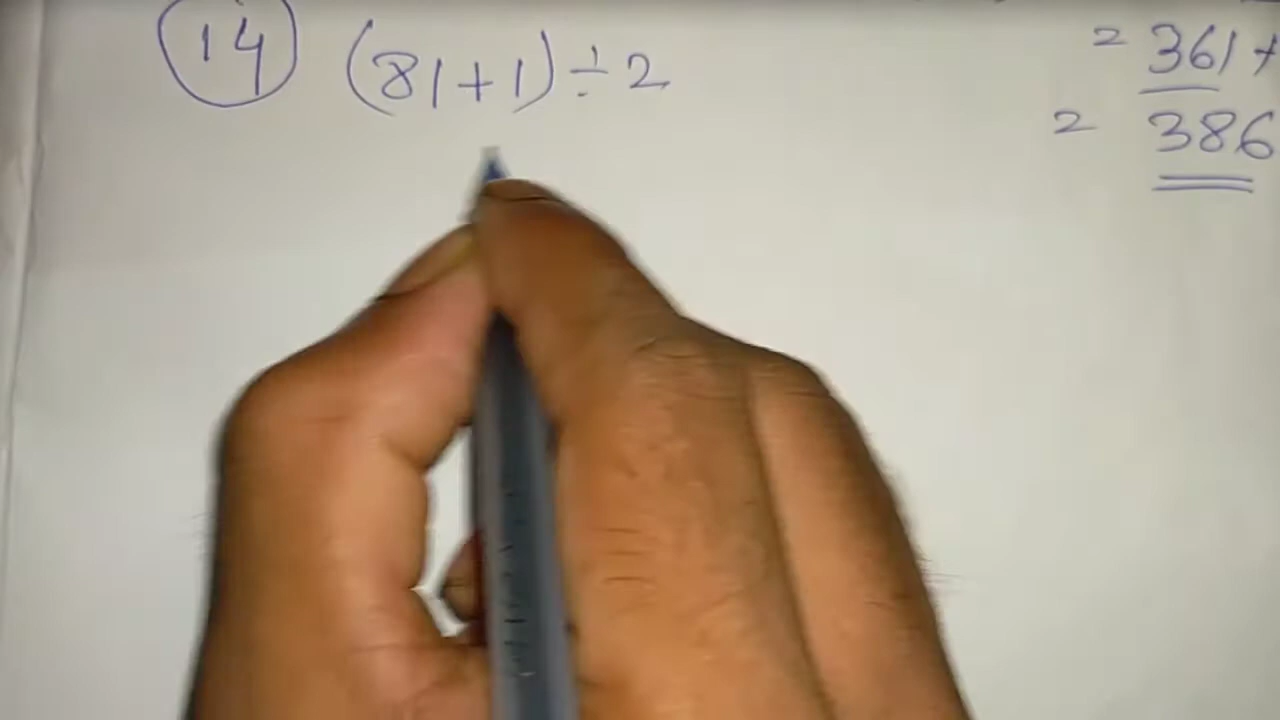 14 (81+1)÷2
= 361+
= 386